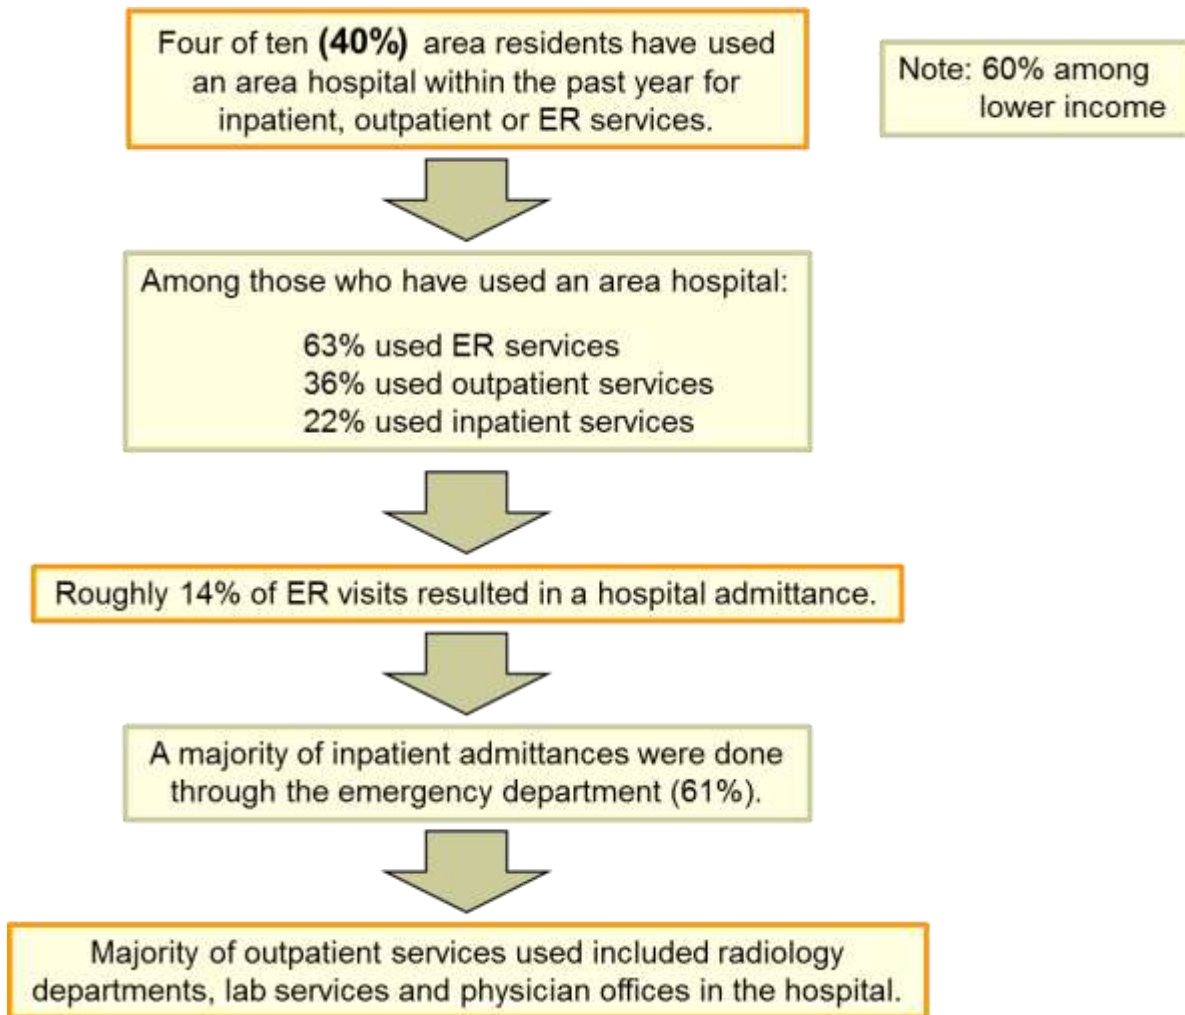 Four of ten (40%) area residents have used
an area hospital within the past year for
inpatient, outpatient or ER services.
Note: 60% among
lower income
Among those who have used an area hospital:
63% used ER services
36% used outpatient services
22% used inpatient services
Roughly 14% of ER visits resulted in a hospital admittance.
A majority of inpatient admittances were done
through the emergency department (61%).
Majority of outpatient services used included radiology
departments, lab services and physician offices in the hospital.